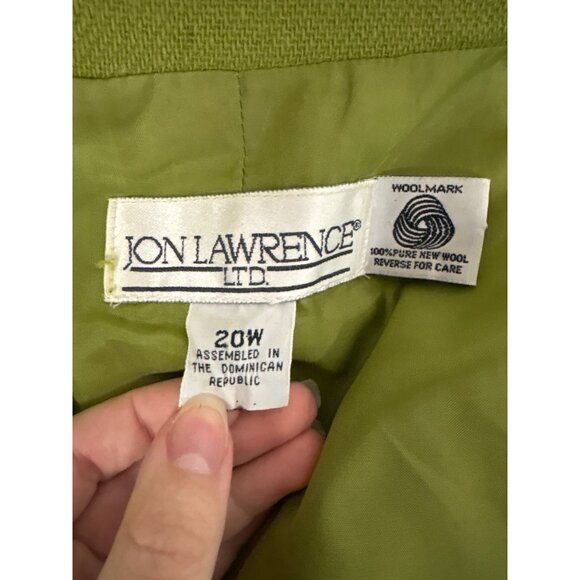 WOOLMARK
100% PURE NEW WOOL
REVERSE FOR CARE
JON LAWRENCE®
LTD.
20W
ASSEMBLED IN
THE DOMINICAN
REPUBLIC